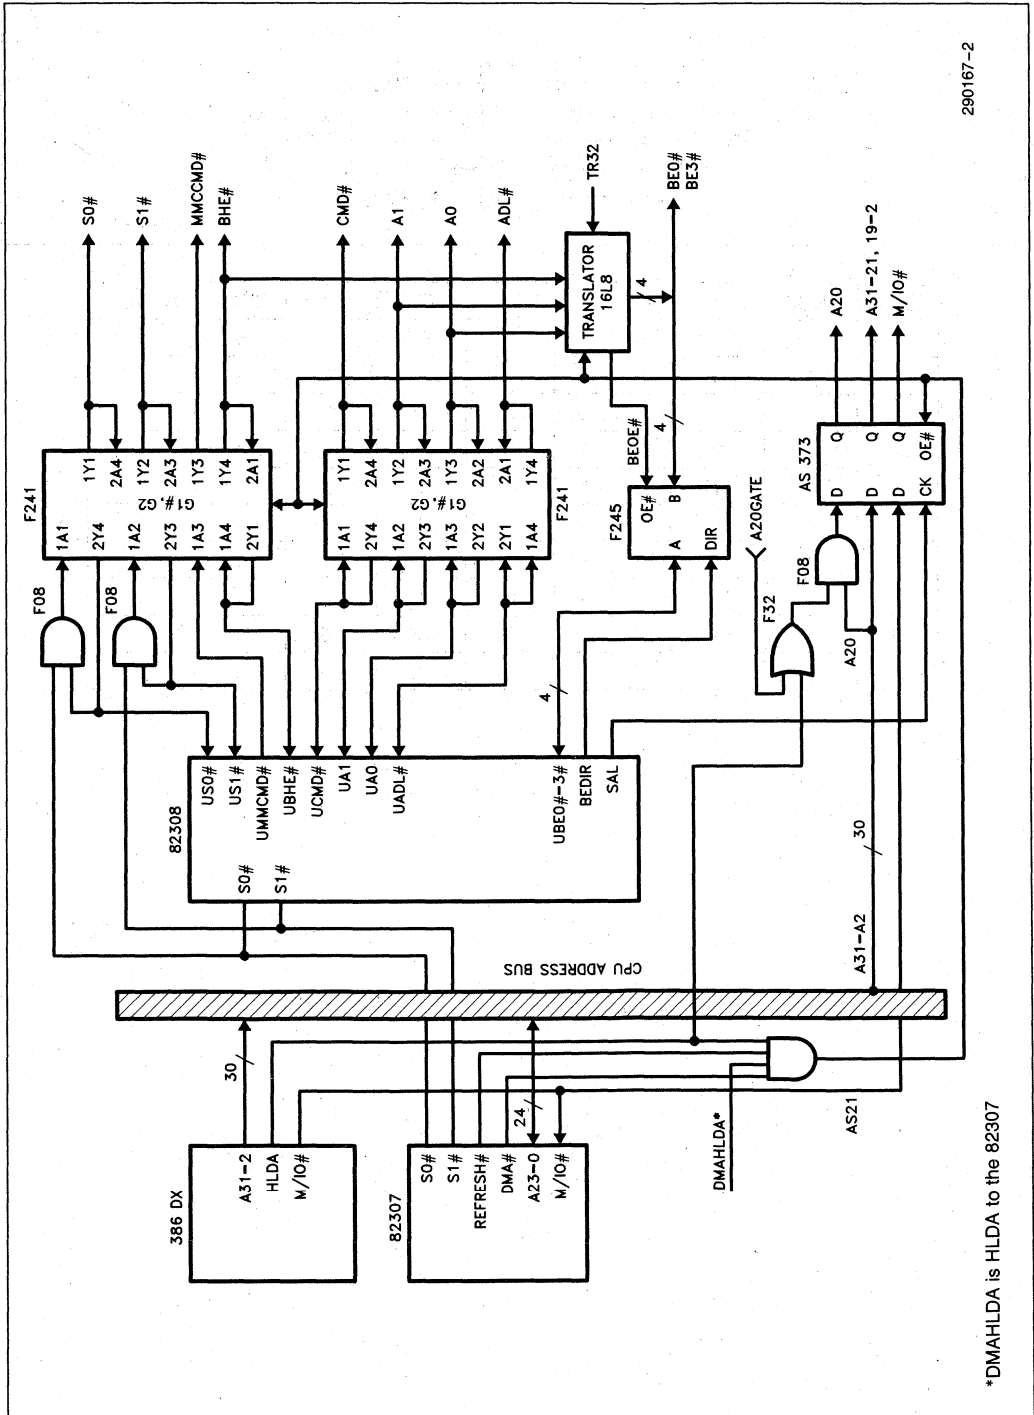 290167-2
S0#
S1#
MMCCMD#
BHE#
CMD#
A1
A0
ADL#
TR32
BE0#
BE3#
A20
A31-21, 19-2
M/IO#
TRANSLATOR
16L8
4
4
BEOE#
F241
1A1
1Y1
2Y4
2A4
1A2
1Y2
2Y3
2A3
1A3
1Y3
1A4
1Y4
2Y1
2A1
G1#, G2
F241
1A1
1Y1
2Y4
2A4
1A2
1Y2
2Y3
2A3
1A3
1Y3
2Y2
2A2
2Y1
2A1
1A4
1Y4
G1#, G2
F245
OE#
A
B
DIR
A20GATE
AS 373
D
Q
D
Q
D
Q
CK
OE#
F08
F08
F32
F08
A20
4
82308
US0#
US1#
UMMCMD#
UBHE#
UCMD#
UA1
UA0
UADL#
UBE0#-3#
BEDIR
SAL
S0#
S1#
30
A31-A2
CPU ADDRESS BUS
30
24
386 DX
A31-2
HLDA
M/IO#
82307
S0#
S1#
REFRESH#
DMA#
A23-0
M/IO#
DMAHLDA*
AS21
*DMAHLDA is HLDA to the 82307